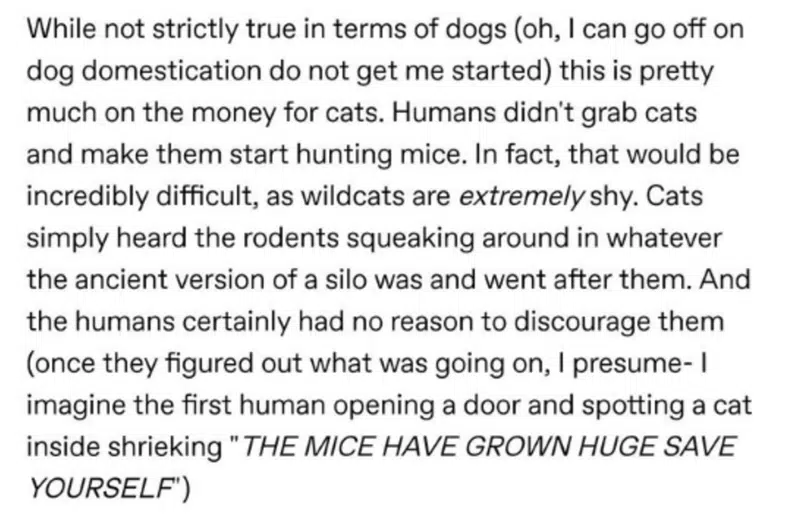 While not strictly true in terms of dogs (oh, I can go off on
dog domestication do not get me started) this is pretty
much on the money for cats. Humans didn't grab cats
and make them start hunting mice. In fact, that would be
incredibly difficult, as wildcats are extremely shy. Cats
simply heard the rodents squeaking around in whatever
the ancient version of a silo was and went after them. And
the humans certainly had no reason to discourage them
(once they figured out what was going on, I presume- I
imagine the first human opening a door and spotting a cat
inside shrieking "THE MICE HAVE GROWN HUGE SAVE
YOURSELF")